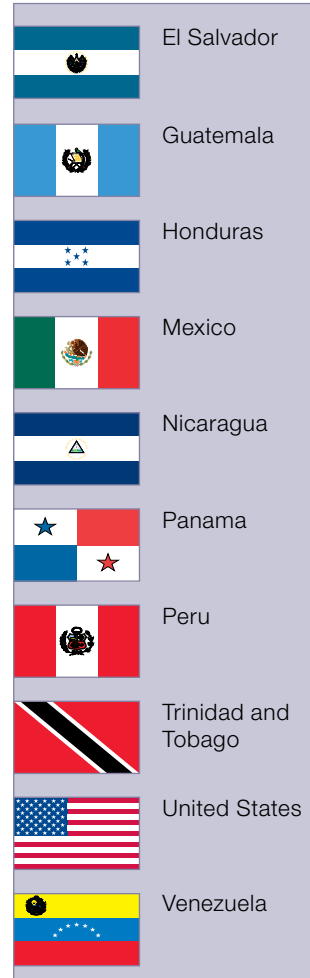 El Salvador
Guatemala
Honduras
Mexico
Nicaragua
Panama
Peru
Trinidad and
Tobago
United States
Venezuela